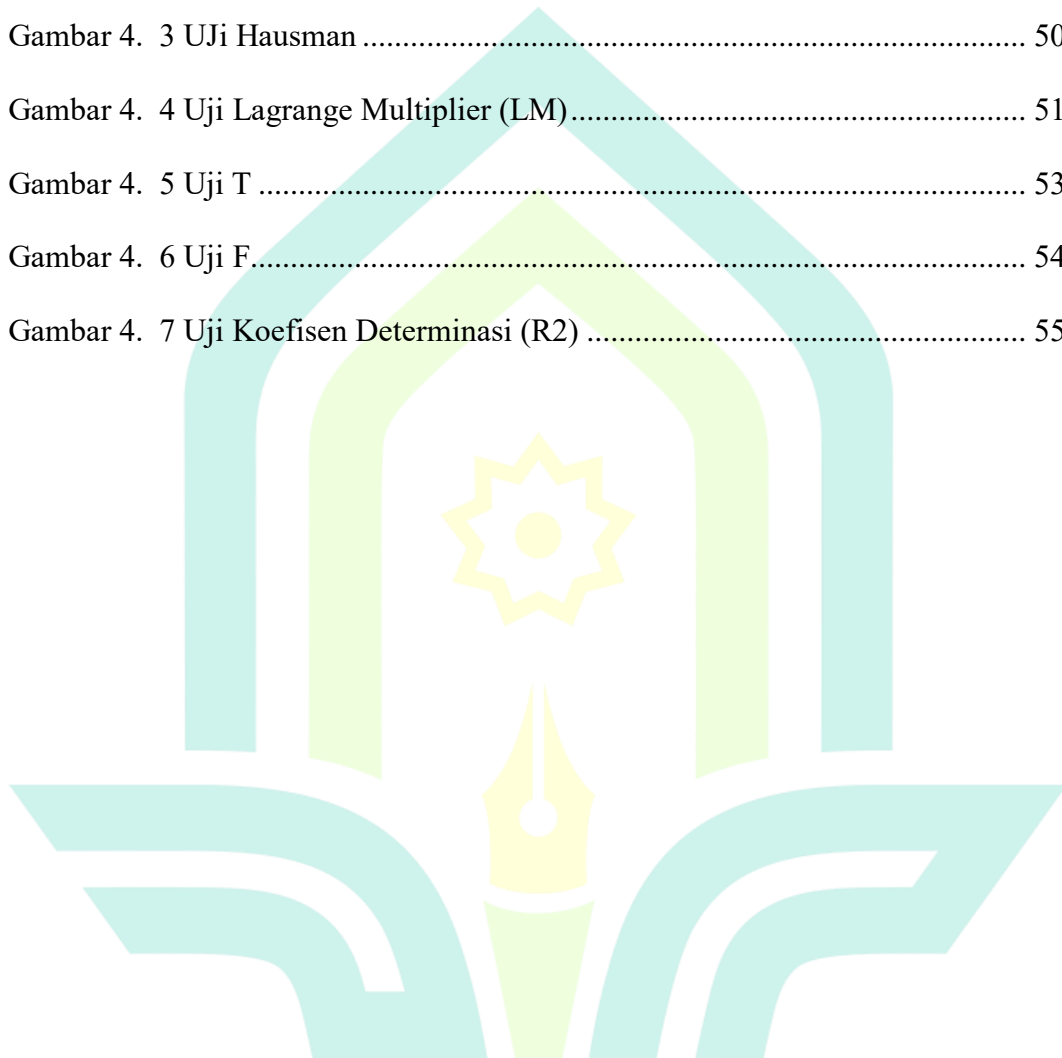 Gambar 4.  3 UJi Hausman ........................................................................................ 50
Gambar 4.  4 Uji Lagrange Multiplier (LM)............................................................. 51
Gambar 4.  5 Uji T ................................................................................................... 53
Gambar 4.  6 Uji F.................................................................................................... 54
Gambar 4.  7 Uji Koefisen Determinasi (R2) .......................................................... 55